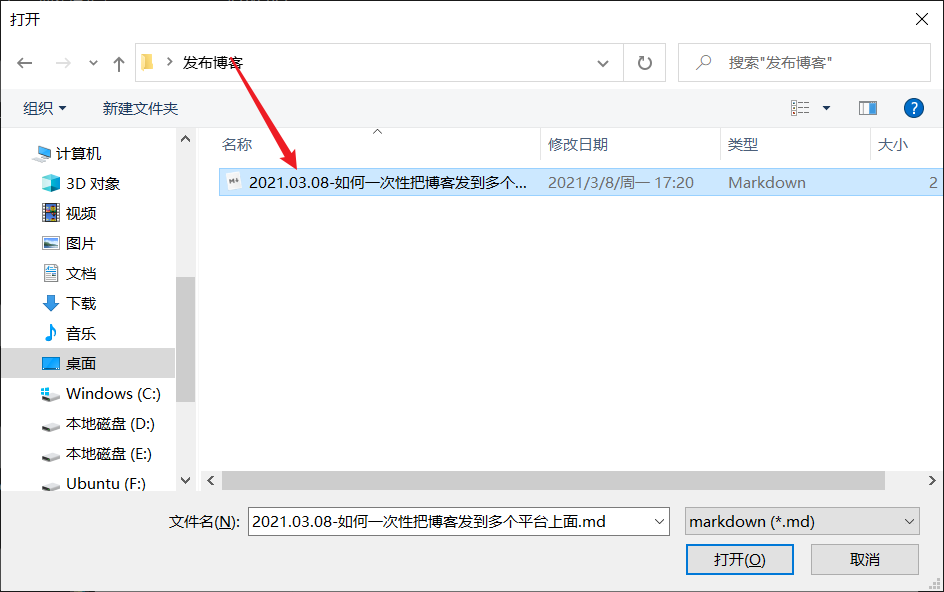 打开
发布博客
搜索"发布博客"
组织
新建文件夹
名称 修改日期 类型 大小
计算机
3D 对象
视频
图片
文档
下载
音乐
桌面
Windows (C:)
本地磁盘 (D:)
本地磁盘 (E:)
Ubuntu (F:)
2021.03.08-如何一次性把博客发到多个... 2021/3/8/周一 17:20 Markdown 2
文件名(N): 2021.03.08-如何一次性把博客发到多个平台上面.md markdown (*.md)
打开(O) 取消